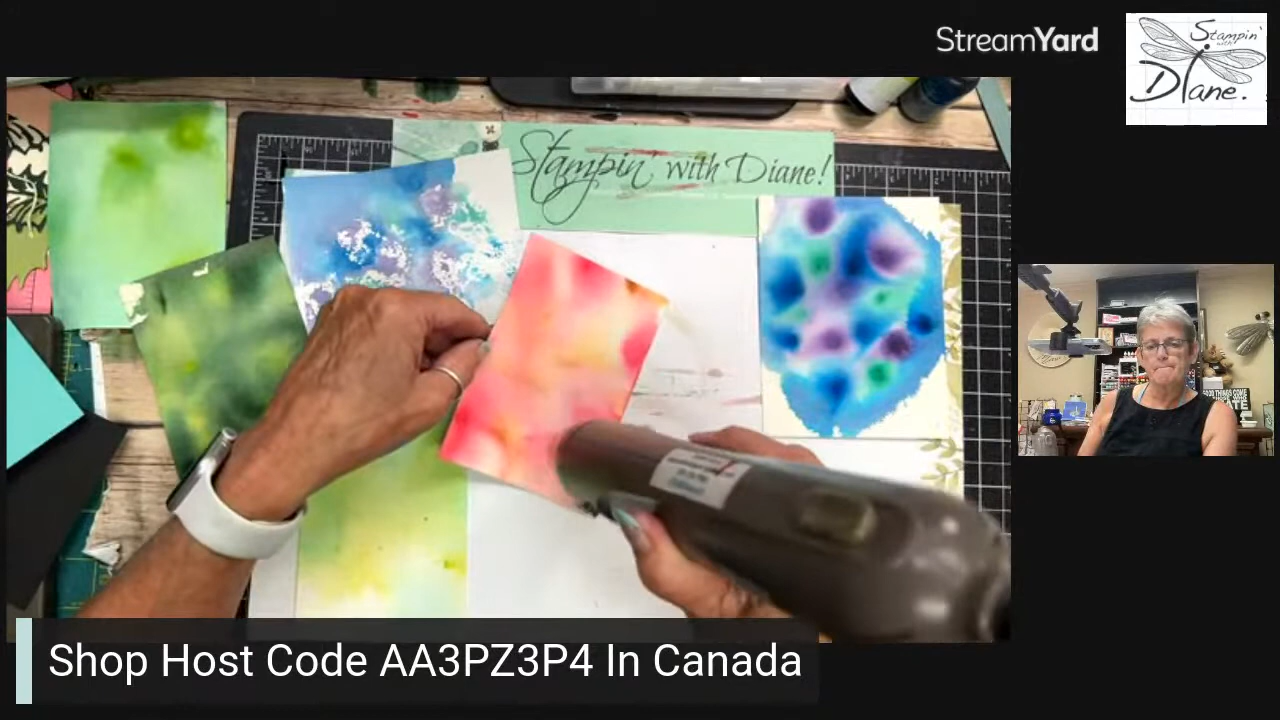 StreamYard
Stampin'
with
Diane.
Stampin' with Diane!
Shop Host Code AA3PZ3P4 In Canada